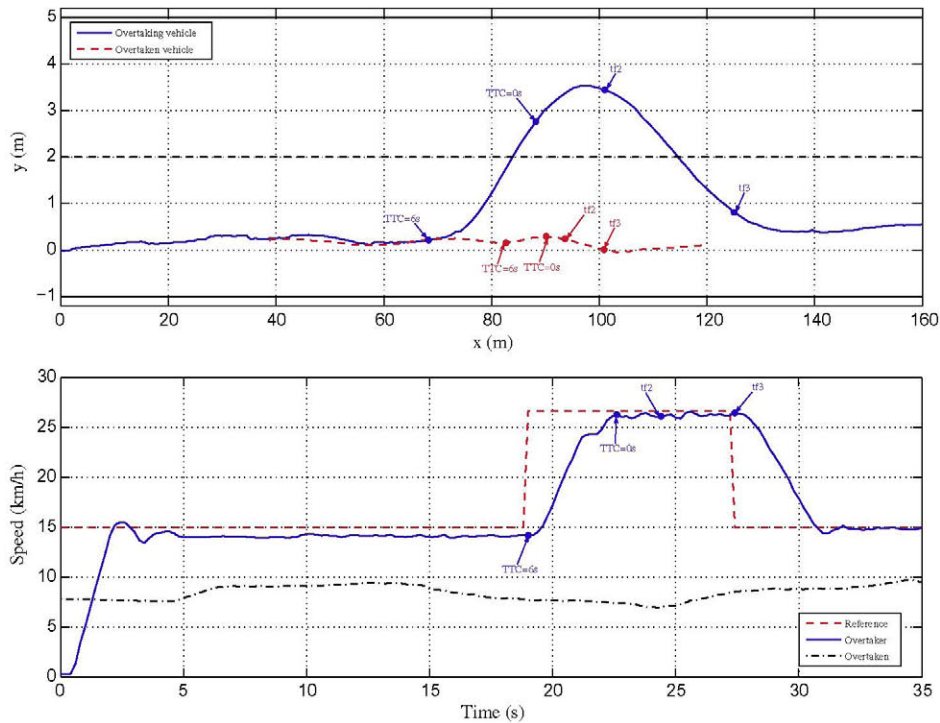 5
Overtaking vehicle
Overtaken vehicle
4
tf2
TTC=0s
3
y (m)
2
TTC=6s
tf3
1
tf2
tf3
0
TTC=6s
TTC=0s
−1
0 20 40 60 80 100 120 140 160
x (m)
30
tf2
tf3
25
TTC=0s
20
Speed (km/h)
15
TTC=6s
10
Reference
5
Overtaker
Overtaken
0
0 5 10 15 20 25 30 35
Time (s)